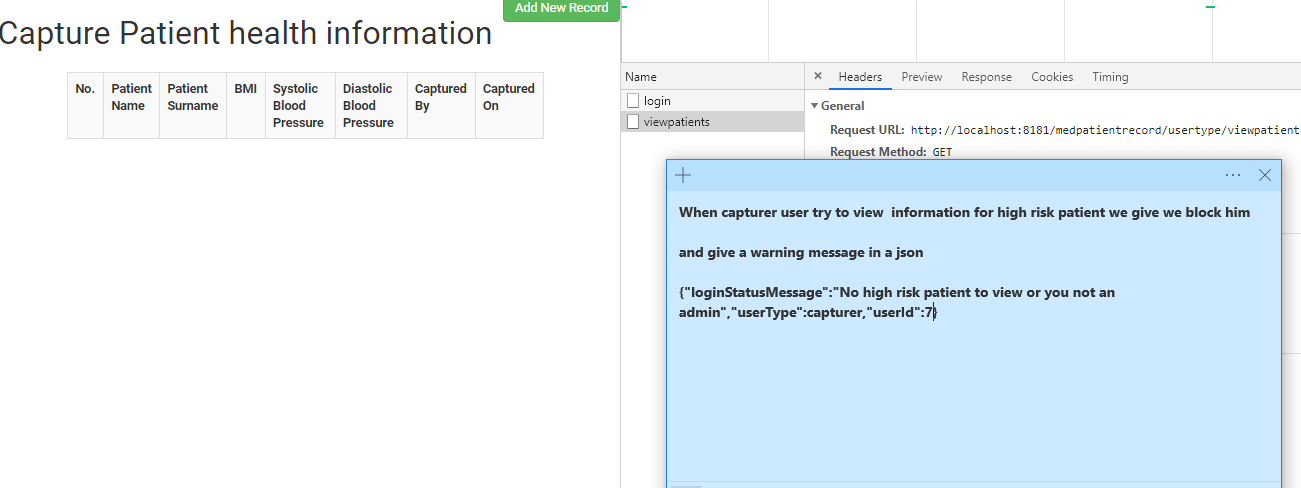 Add New Record
Capture Patient health information
No.
Patient Name
Patient Surname
BMI
Systolic Blood Pressure
Diastolic Blood Pressure
Captured By
Captured On
Name
login
viewpatients
× Headers Preview Response Cookies Timing
General
Request URL: http://localhost:8181/medpatientrecord/usertype/viewpatient
Request Method: GET
When capturer user try to view information for high risk patient we give we block him
and give a warning message in a json
{"loginStatusMessage":"No high risk patient to view or you not an
admin","userType":capturer,"userId":7}